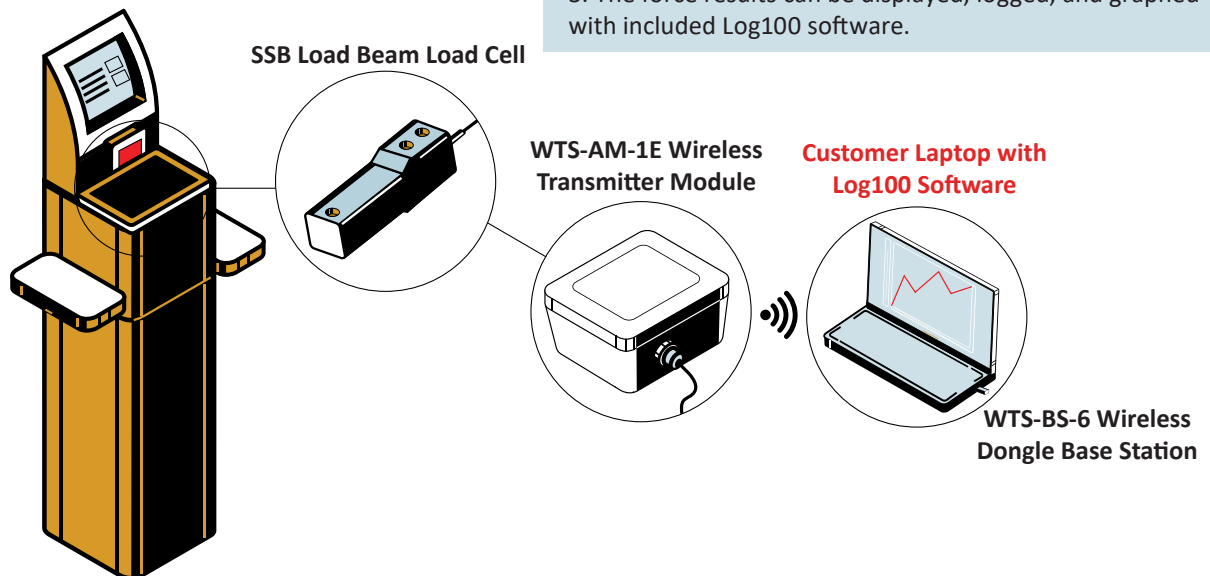 with included Log100 software.
SSB Load Beam Load Cell
WTS-AM-1E Wireless
Transmitter Module
Customer Laptop with
Log100 Software
WTS-BS-6 Wireless
Dongle Base Station